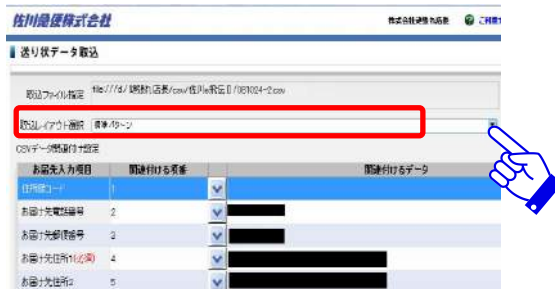 佐川急便株式会社
送り状データ取込
取込ファイル指定
取込レイアウト選択 標準パターン
CSVデータ関連付け設定
お届先入力項目 関連付ける項番 関連付けるデータ
住所録コード 1
お届け先電話番号 2
お届け先郵便番号 3
お届け先住所1(必須) 4
お届け先住所2 5